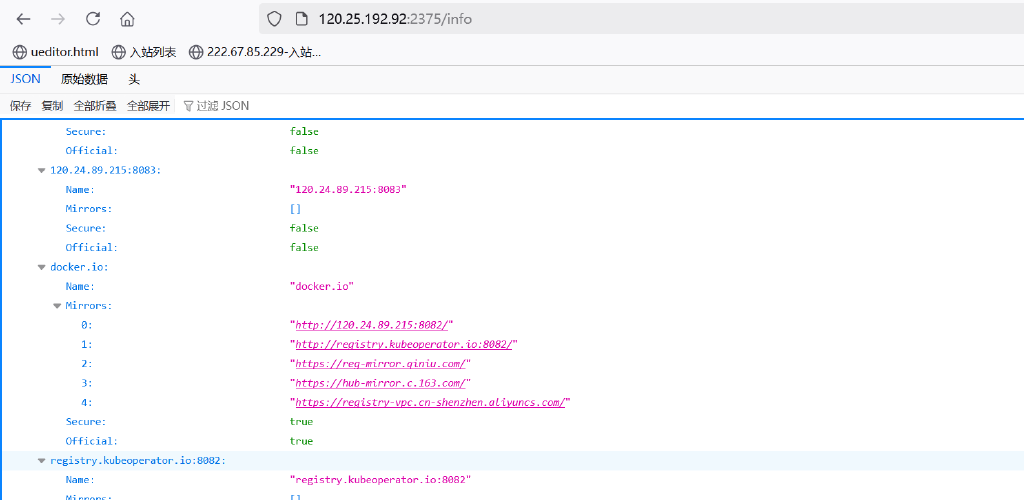 120.25.192.92:2375/info
ueditor.html 入站列表 222.67.85.229-入站...
JSON 原始数据 头
保存 复制 全部折叠 全部展开 过滤 JSON
Secure: false
Official: false
120.24.89.215:8083:
Name: "120.24.89.215:8083"
Mirrors: []
Secure: false
Official: false
docker.io:
Name: "docker.io"
Mirrors:
0: "http://120.24.89.215:8082/"
1: "http://registry.kubeoperator.io:8082/"
2: "https://reg-mirror.qiniu.com/"
3: "https://hub-mirror.c.163.com/"
4: "https://registry-vpc.cn-shenzhen.aliyuncs.com/"
Secure: true
Official: true
registry.kubeoperator.io:8082:
Name: "registry.kubeoperator.io:8082"
Mirrors: []